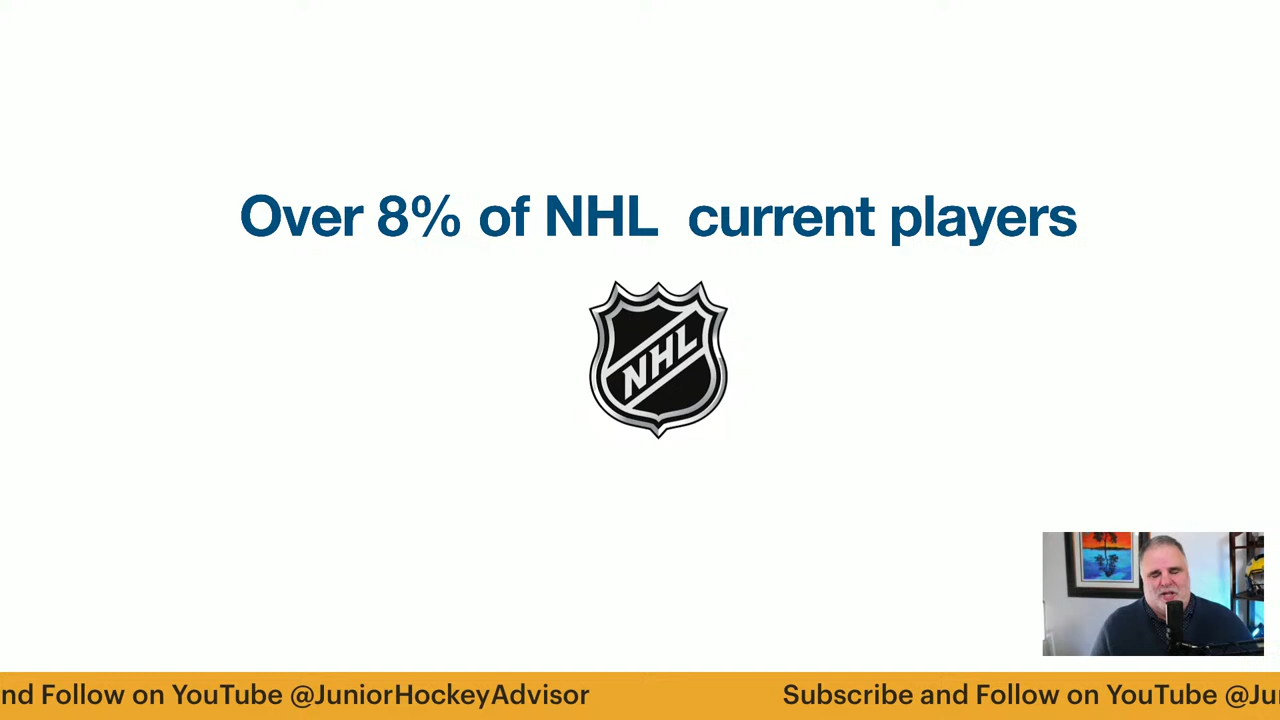 Over 8% of NHL  current players
NHL
nd Follow on YouTube @JuniorHockeyAdvisor Subscribe and Follow on YouTube @Ju